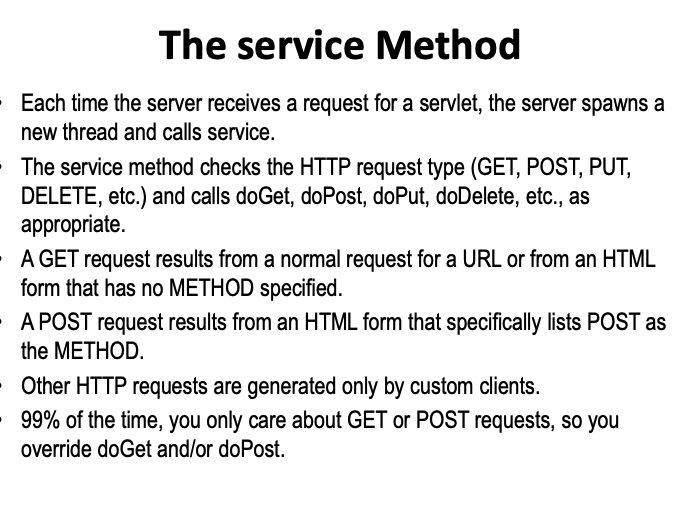 The service Method
• Each time the server receives a request for a servlet, the server spawns a
new thread and calls service.
• The service method checks the HTTP request type (GET, POST, PUT,
DELETE, etc.) and calls doGet, doPost, doPut, doDelete, etc., as
appropriate.
• A GET request results from a normal request for a URL or from an HTML
form that has no METHOD specified.
• A POST request results from an HTML form that specifically lists POST as
the METHOD.
• Other HTTP requests are generated only by custom clients.
• 99% of the time, you only care about GET or POST requests, so you
override doGet and/or doPost.